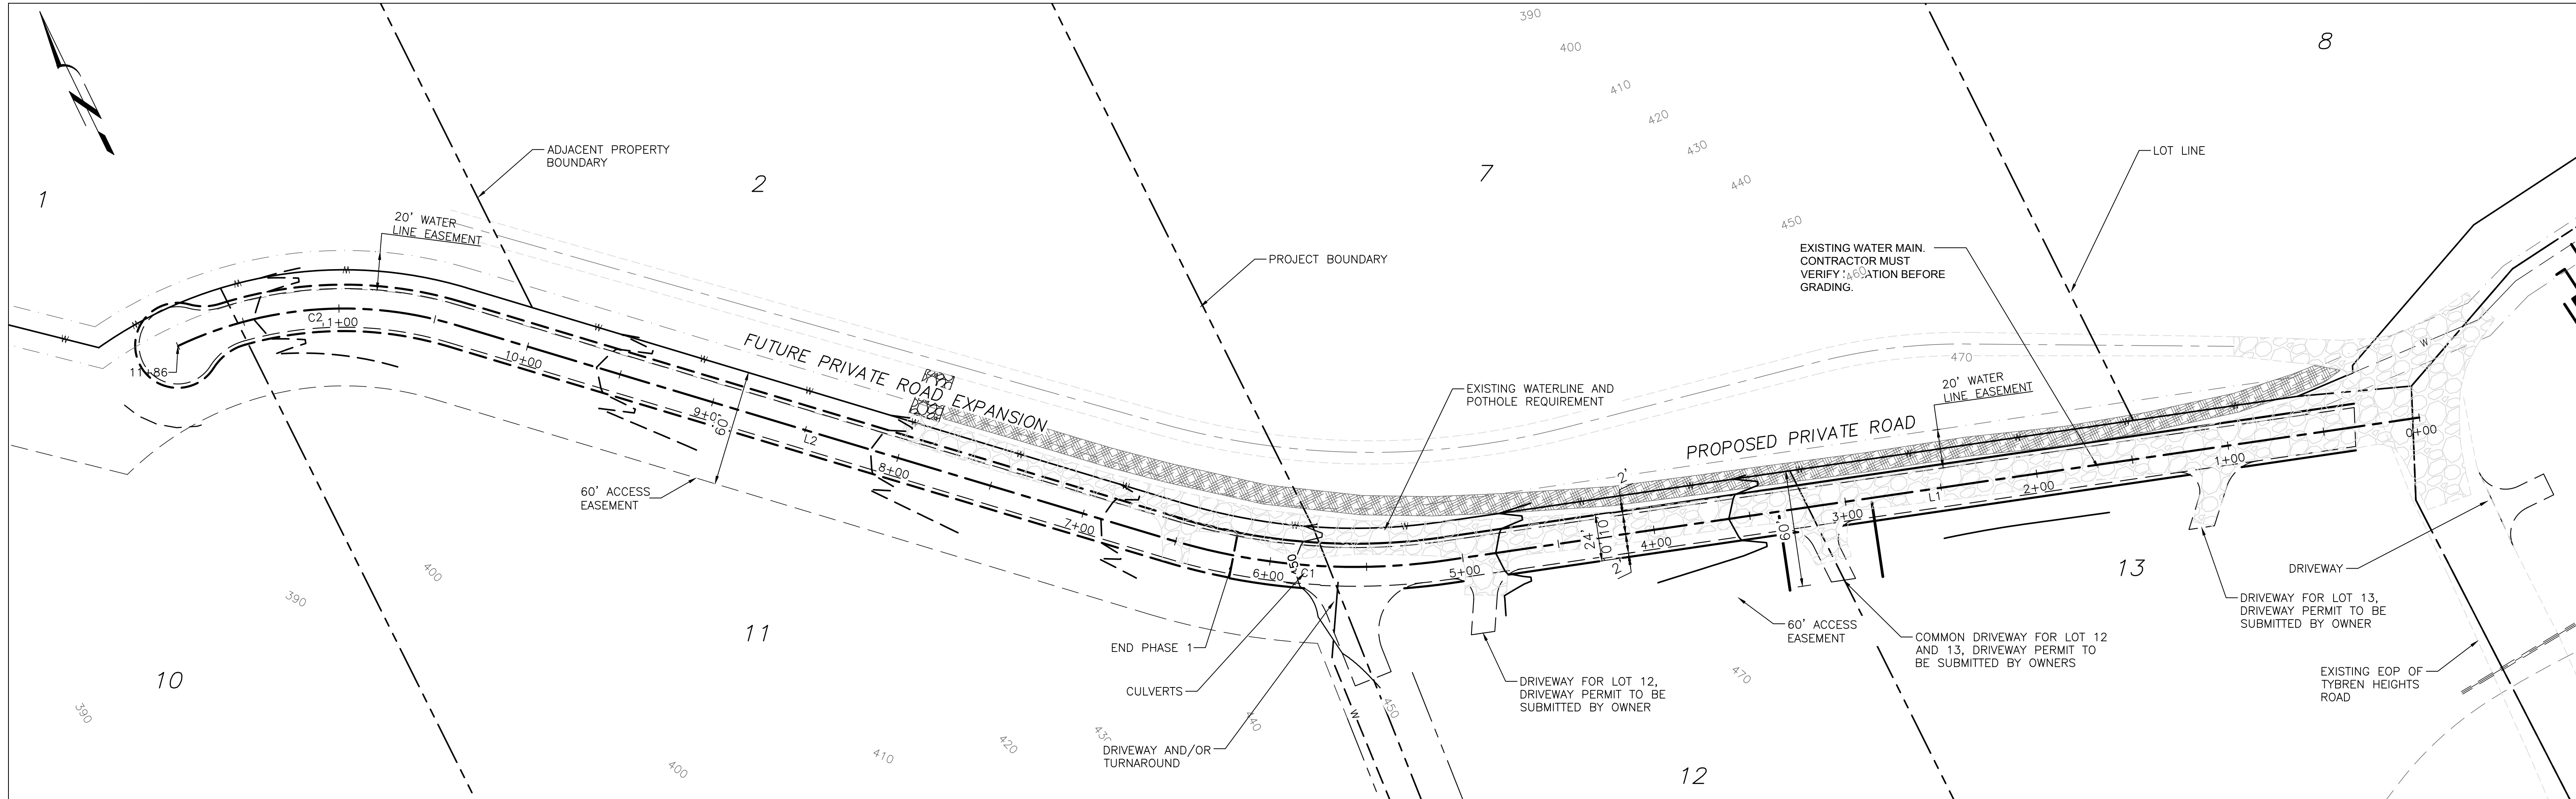 N
390
400
410
420
430
440
450
8
1
2
7
ADJACENT PROPERTY
BOUNDARY
LOT LINE
20' WATER
LINE EASEMENT
PROJECT BOUNDARY
EXISTING WATER MAIN.
CONTRACTOR MUST
VERIFY BEFORE
GRADING.
460
W
W
W
W
C2
1+00
11+86
10+00
W
W
W
FUTURE PRIVATE ROAD EXPANSION
9+0
60'
L2
8+00
W
W
W
7+00
60' ACCESS
EASEMENT
EXISTING WATERLINE AND
POTHOLE REQUIREMENT
PROPOSED PRIVATE ROAD
470
20' WATER
LINE EASEMENT
W
W
W
W
W
W
W
W
W
W
0+00
1+00
2+00
L1
3+00
60'
4+00
2'
10'
24'
2'
5+00
C1
6+00
400
390
10
390
11
END PHASE 1
CULVERTS
DRIVEWAY AND/OR
TURNAROUND
400
410
420
440
450
W
DRIVEWAY FOR LOT 12,
DRIVEWAY PERMIT TO BE
SUBMITTED BY OWNER
470
12
60' ACCESS
EASEMENT
COMMON DRIVEWAY FOR LOT 12
AND 13, DRIVEWAY PERMIT TO
BE SUBMITTED BY OWNERS
13
DRIVEWAY FOR LOT 13,
DRIVEWAY PERMIT TO BE
SUBMITTED BY OWNER
DRIVEWAY
EXISTING EOP OF
TYBREN HEIGHTS
ROAD